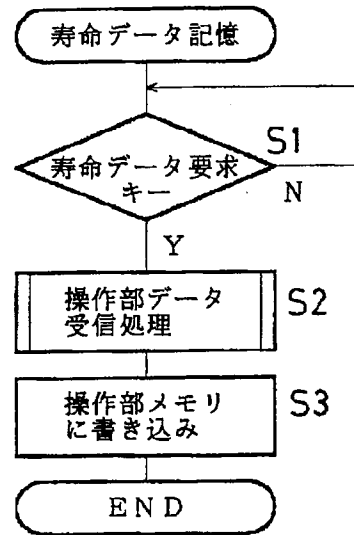 寿命データ記憶
S1
寿命データ要求
キー
N
Y
操作部データ
受信処理
S2
操作部メモリ
に書き込み
S3
END